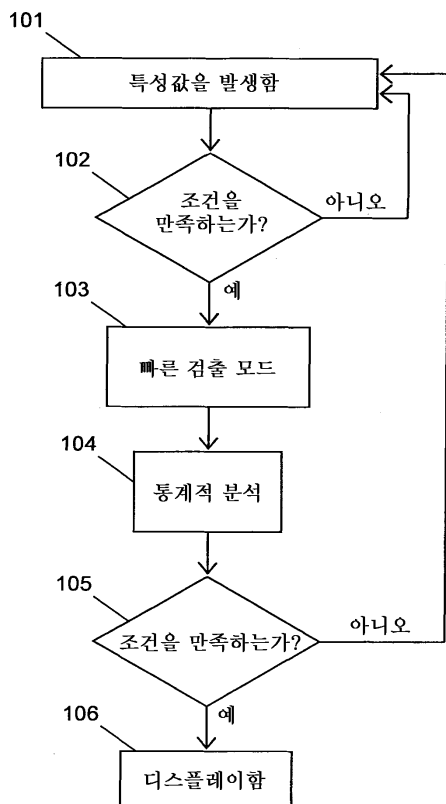 101
특성값을 발생함
102
조건을
만족하는가?
아니오
예
103
빠른 검출 모드
104
통계적 분석
105
조건을 만족하는가?
아니오
예
106
디스플레이함